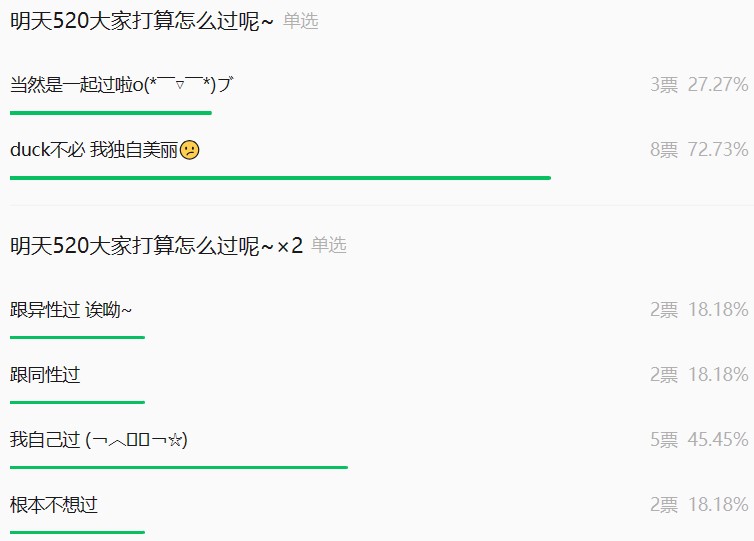 明天520大家打算怎么过呢~ 单选
当然是一起过啦o(*￣▽￣*)ブ 3票 27.27%
duck不必 我独自美丽😕 8票 72.73%
明天520大家打算怎么过呢~×2 单选
跟异性过 诶呦~ 2票 18.18%
跟同性过 2票 18.18%
我自己过 (¬︿̫̿¬☆) 5票 45.45%
根本不想过 2票 18.18%